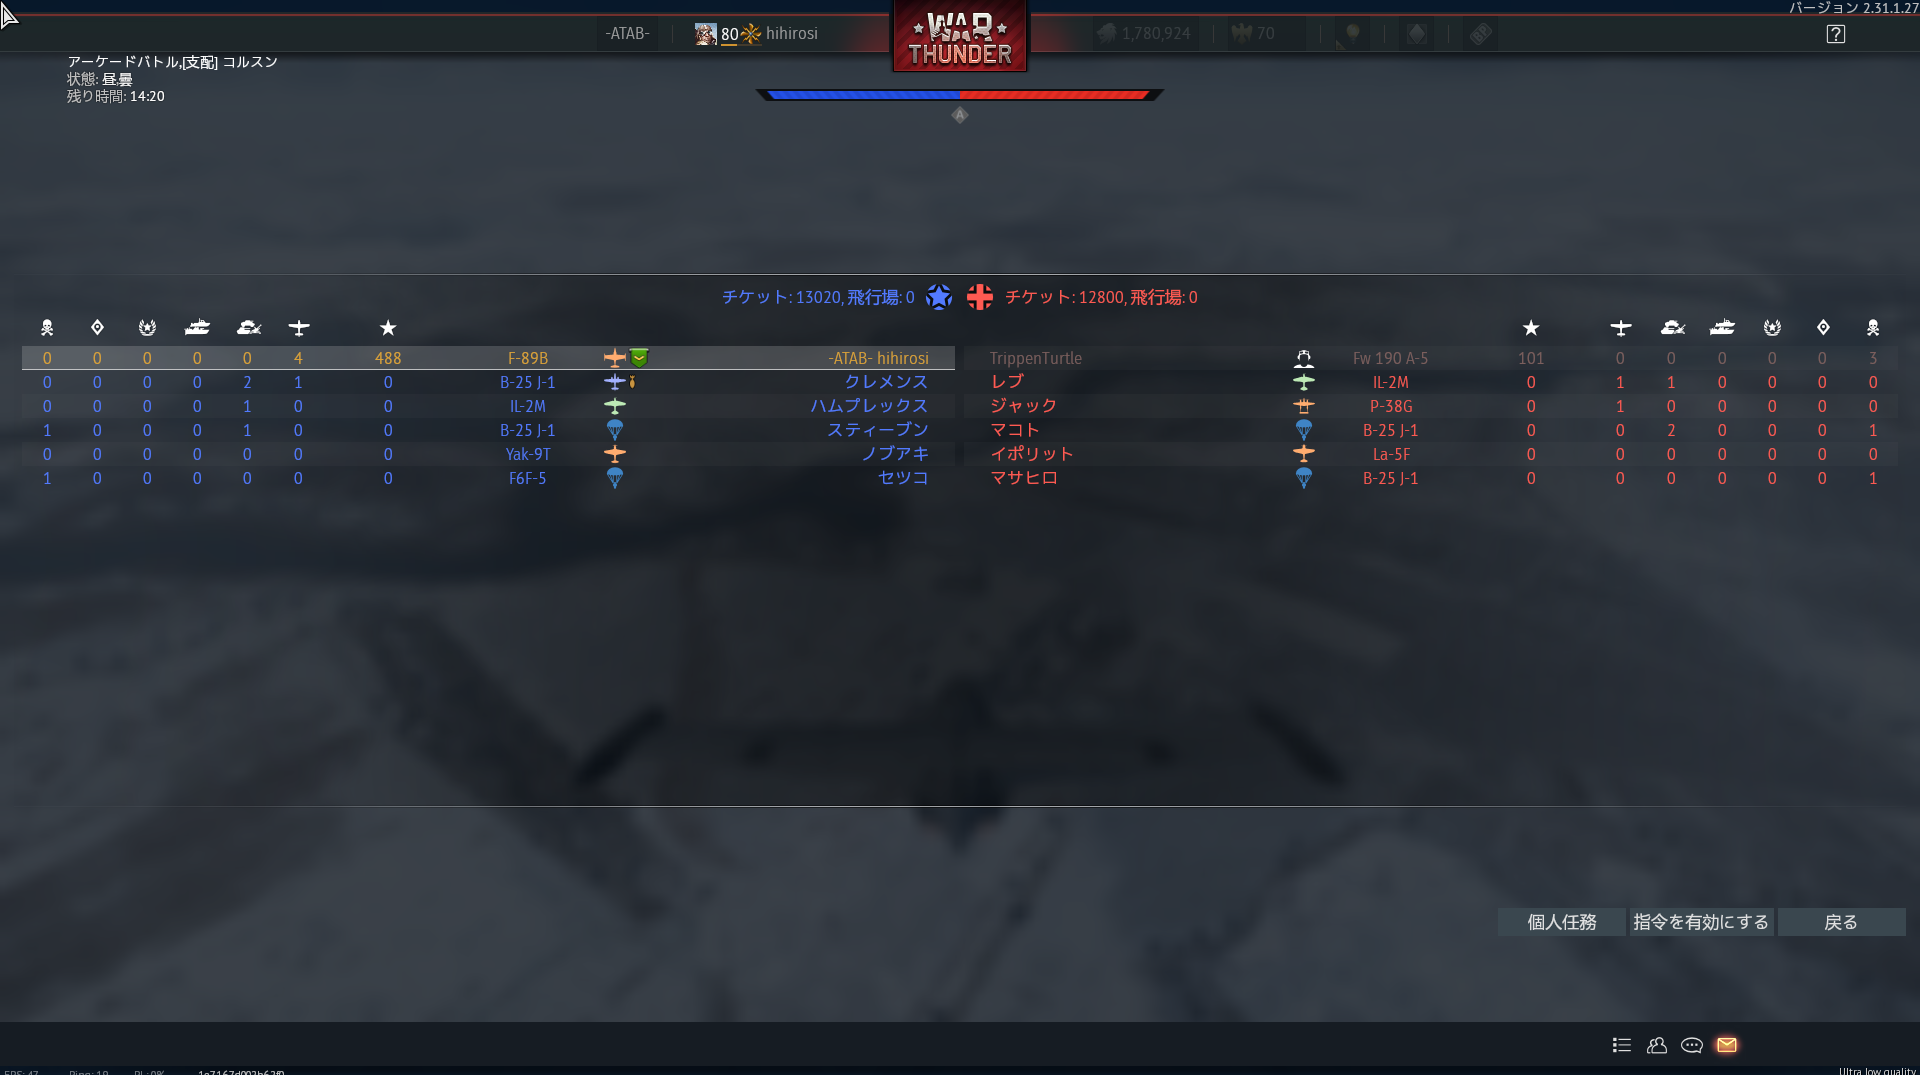 バージョン 2.31.1.27
-ATAB- 80 hihirosi WAR THUNDER 1,780,924 70 ?
アーケードバトル,[支配] コルスン
状態: 昼,曇
残り時間: 14:20
A
チケット: 13020, 飛行場: 0 チケット: 12800, 飛行場: 0
0 0 0 0 0 4 488 F-89B -ATAB- hihirosi TrippenTurtle Fw 190 A-5 101 0 0 0 0 0 3
0 0 0 0 2 1 0 B-25 J-1 クレメンス レブ IL-2M 0 1 1 0 0 0 0
0 0 0 0 1 0 0 IL-2M ハムプレックス ジャック P-38G 0 1 0 0 0 0 0
1 0 0 0 1 0 0 B-25 J-1 スティーブン マコト B-25 J-1 0 0 2 0 0 0 1
0 0 0 0 0 0 0 Yak-9T ノブアキ イポリット La-5F 0 0 0 0 0 0 0
1 0 0 0 0 0 0 F6F-5 セツコ マサヒロ B-25 J-1 0 0 0 0 0 0 1
個人任務 指令を有効にする 戻る
Ultra low quality